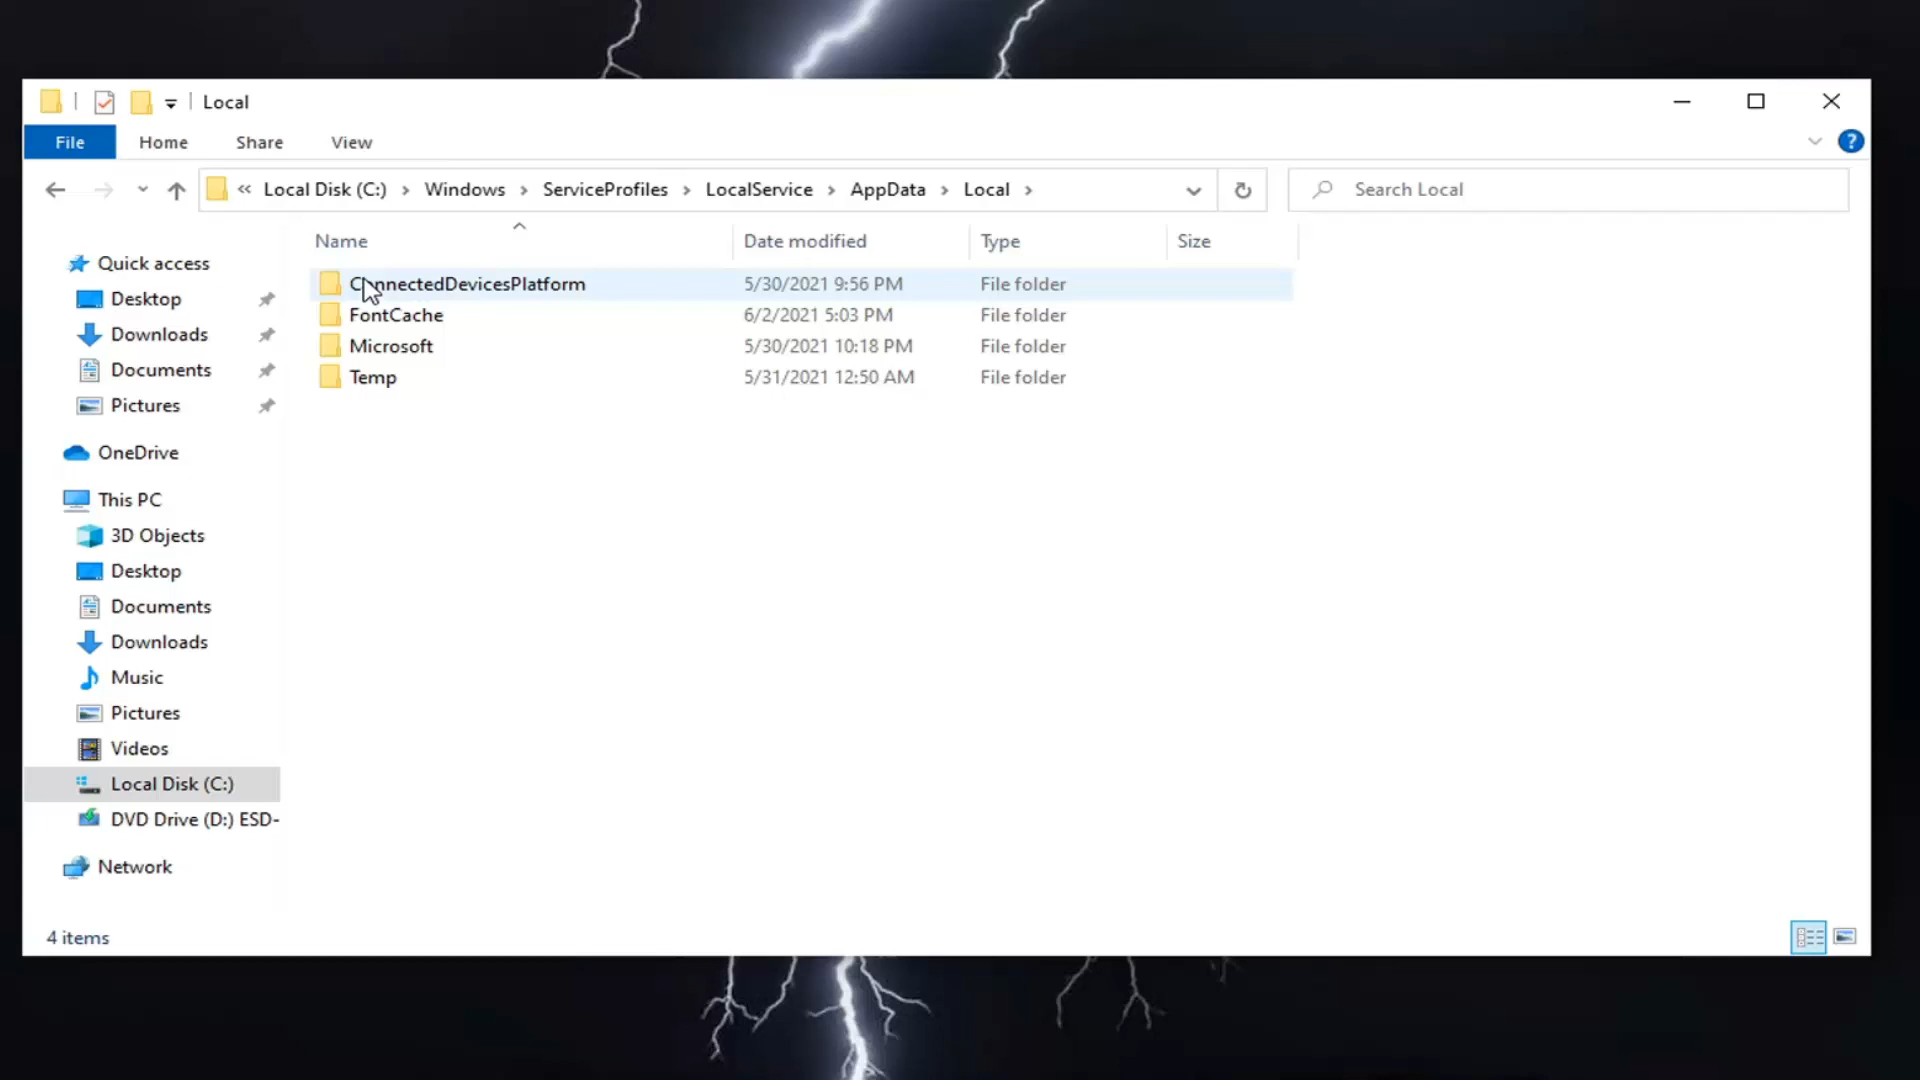 Local
File Home Share View
« Local Disk (C:) › Windows › ServiceProfiles › LocalService › AppData › Local ›
Search Local
Name Date modified Type Size
ConnectedDevicesPlatform 5/30/2021 9:56 PM File folder
FontCache 6/2/2021 5:03 PM File folder
Microsoft 5/30/2021 10:18 PM File folder
Temp 5/31/2021 12:50 AM File folder
Quick access
Desktop
Downloads
Documents
Pictures
OneDrive
This PC
3D Objects
Desktop
Documents
Downloads
Music
Pictures
Videos
Local Disk (C:)
DVD Drive (D:) ESD-
Network
4 items